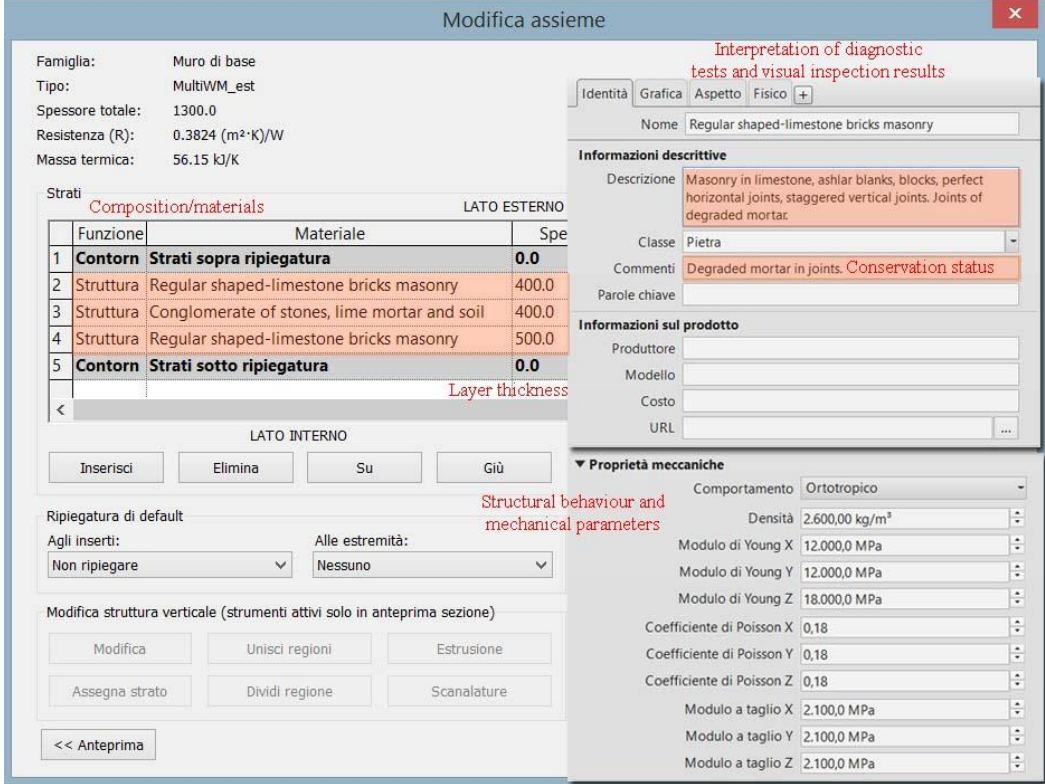 Modifica assieme
Famiglia: Muro di base
Tipo: MultiWM_est
Spessore totale: 1300.0
Resistenza (R): 0.3824 (m²·K)/W
Massa termica: 56.15 kJ/K
Strati
Composition/materials
LATO ESTERNO
Funzione Materiale Spe
1 Contorn Strati sopra ripiegatura 0.0
2 Struttura Regular shaped-limestone bricks masonry 400.0
3 Struttura Conglomerate of stones, lime mortar and soil 400.0
4 Struttura Regular shaped-limestone bricks masonry 500.0
5 Contorn Strati sotto ripiegatura 0.0
Layer thickness
LATO INTERNO
Inserisci Elimina Su Giù
Ripiegatura di default
Agli inserti: Alle estremità:
Non ripiegare Nessuno
Modifica struttura verticale (strumenti attivi solo in anteprima sezione)
Modifica Unisci regioni Estrusione
Assegna strato Dividi regione Scanalature
<< Anteprima
Interpretation of diagnostic
tests and visual inspection results
Identità Grafica Aspetto Fisico +
Nome Regular shaped-limestone bricks masonry
Informazioni descrittive
Descrizione Masonry in limestone, ashlar blanks, blocks, perfect
horizontal joints, staggered vertical joints. Joints of
degraded mortar.
Classe Pietra
Commenti Degraded mortar in joints. Conservation status
Parole chiave
Informazioni sul prodotto
Produttore
Modello
Costo
URL ...
Proprietà meccaniche
Structural behaviour and
mechanical parameters
Comportamento Ortotropico
Densità 2.600,00 kg/m³
Modulo di Young X 12.000,0 MPa
Modulo di Young Y 12.000,0 MPa
Modulo di Young Z 18.000,0 MPa
Coefficiente di Poisson X 0,18
Coefficiente di Poisson Y 0,18
Coefficiente di Poisson Z 0,18
Modulo a taglio X 2.100,0 MPa
Modulo a taglio Y 2.100,0 MPa
Modulo a taglio Z 2.100,0 MPa